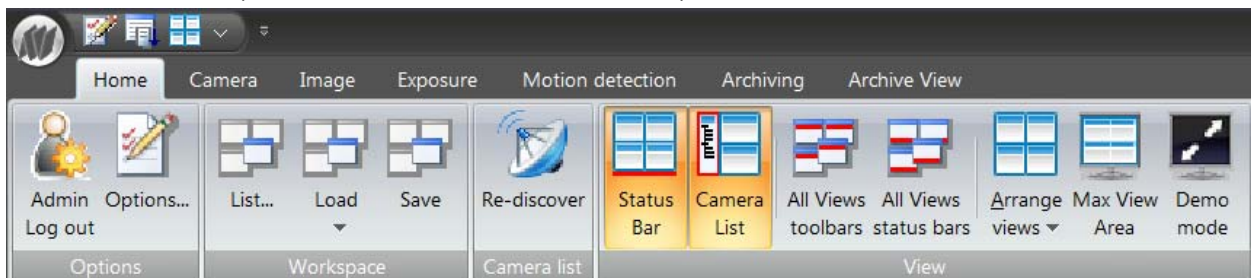 Home Camera Image Exposure Motion detection Archiving Archive View
Admin Options... List... Load Save Re-discover Status Camera All Views All Views Arrange Max View Demo
Log out Bar List toolbars status bars views Area mode
Options Workspace Camera list View